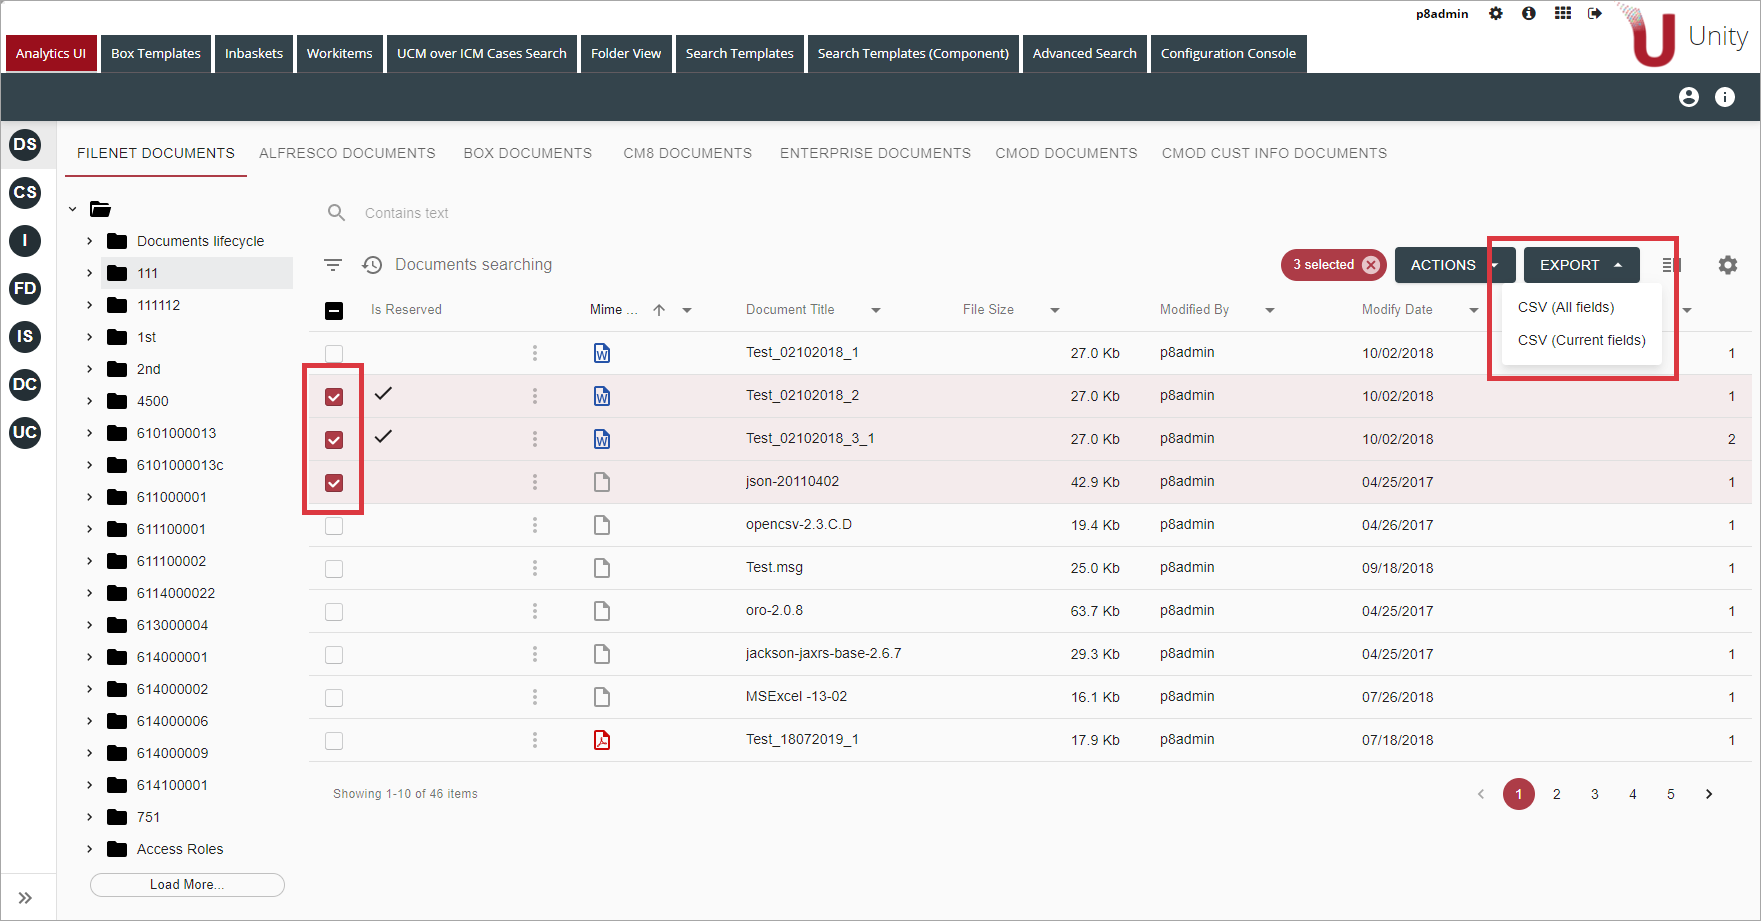 p8admin
Unity
Analytics UI Box Templates Inbaskets Workitems UCM over ICM Cases Search Folder View Search Templates Search Templates (Component) Advanced Search Configuration Console
DS
CS
I
FD
IS
DC
UC
FILENET DOCUMENTS ALFRESCO DOCUMENTS BOX DOCUMENTS CM8 DOCUMENTS ENTERPRISE DOCUMENTS CMOD DOCUMENTS CMOD CUST INFO DOCUMENTS
Documents lifecycle
111
111112
1st
2nd
4500
6101000013
6101000013c
611000001
611100001
611100002
6114000022
613000004
614000001
614000002
614000006
614000009
614100001
751
Access Roles
Load More...
Contains text
Documents searching
3 selected ACTIONS EXPORT
CSV (All fields)
CSV (Current fields)
Is Reserved Mime ... Document Title File Size Modified By Modify Date
Test_02102018_1 27.0 Kb p8admin 10/02/2018 1
Test_02102018_2 27.0 Kb p8admin 10/02/2018 1
Test_02102018_3_1 27.0 Kb p8admin 10/02/2018 2
json-20110402 42.9 Kb p8admin 04/25/2017 1
opencsv-2.3.C.D 19.4 Kb p8admin 04/26/2017 1
Test.msg 25.0 Kb p8admin 09/18/2018 1
oro-2.0.8 63.7 Kb p8admin 04/25/2017 1
jackson-jaxrs-base-2.6.7 29.3 Kb p8admin 04/25/2017 1
MSExcel -13-02 16.1 Kb p8admin 07/26/2018 1
Test_18072019_1 17.9 Kb p8admin 07/18/2018 1
Showing 1-10 of 46 items
1 2 3 4 5